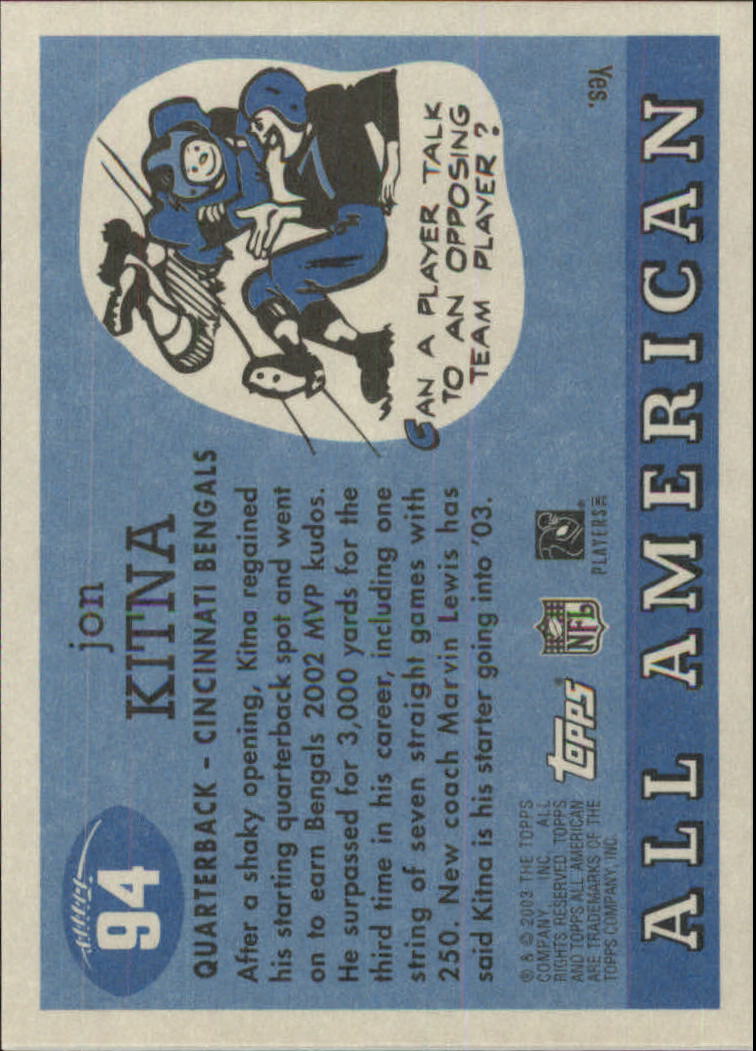 94
jon
KITNA
QUARTERBACK - CINCINNATI BENGALS
After a shaky opening, Kitna regained
his starting quarterback spot and went
on to earn Bengals 2002 MVP kudos.
He surpassed for 3,000 yards for the
third time in his career, including one
string of seven straight games with
250. New coach Marvin Lewis has
said Kitna is his starter going into '03.
CAN A PLAYER TALK
TO AN OPPOSING
TEAM PLAYER?
Yes.
® & © 2003 THE TOPPS
COMPANY, INC. ALL
RIGHTS RESERVED. TOPPS
AND TOPPS ALL AMERICAN
ARE TRADEMARKS OF THE
TOPPS COMPANY, INC.
topps®
NFL
PLAYERS INC
ALL AMERICAN